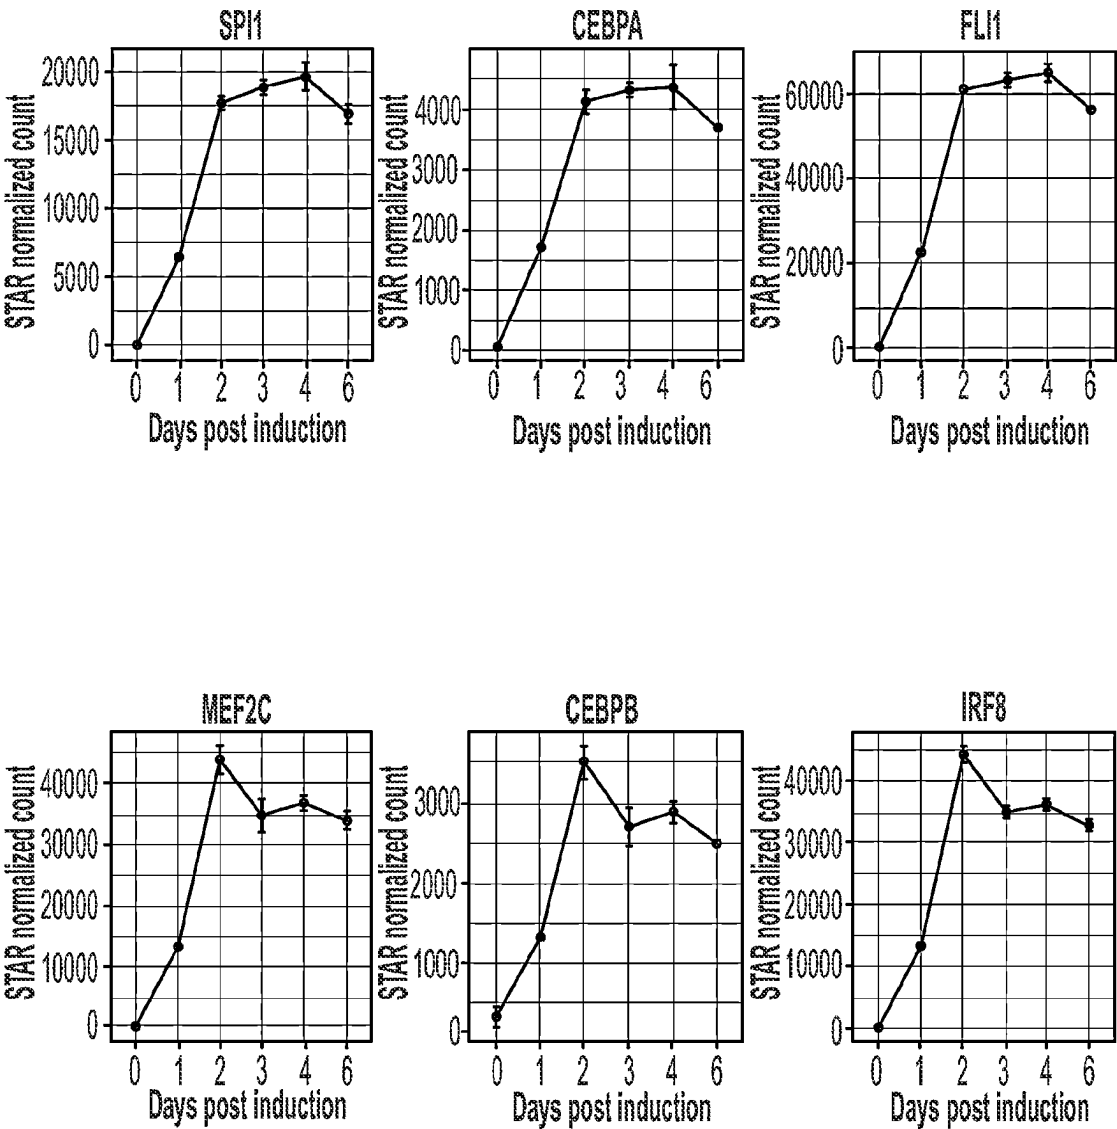 SPI1
CEBPA
FLI1
STAR normalized count
20000
15000
10000
5000
0
0 1 2 3 4 6
Days post induction
STAR normalized count
4000
3000
2000
1000
0
0 1 2 3 4 6
Days post induction
STAR normalized count
60000
40000
20000
0
0 1 2 3 4 6
Days post induction
MEF2C
CEBPB
IRF8
STAR normalized count
40000
30000
20000
10000
0
0 1 2 3 4 6
Days post induction
STAR normalized count
3000
2000
1000
0
0 1 2 3 4 6
Days post induction
STAR normalized count
40000
30000
20000
10000
0
0 1 2 3 4 6
Days post induction